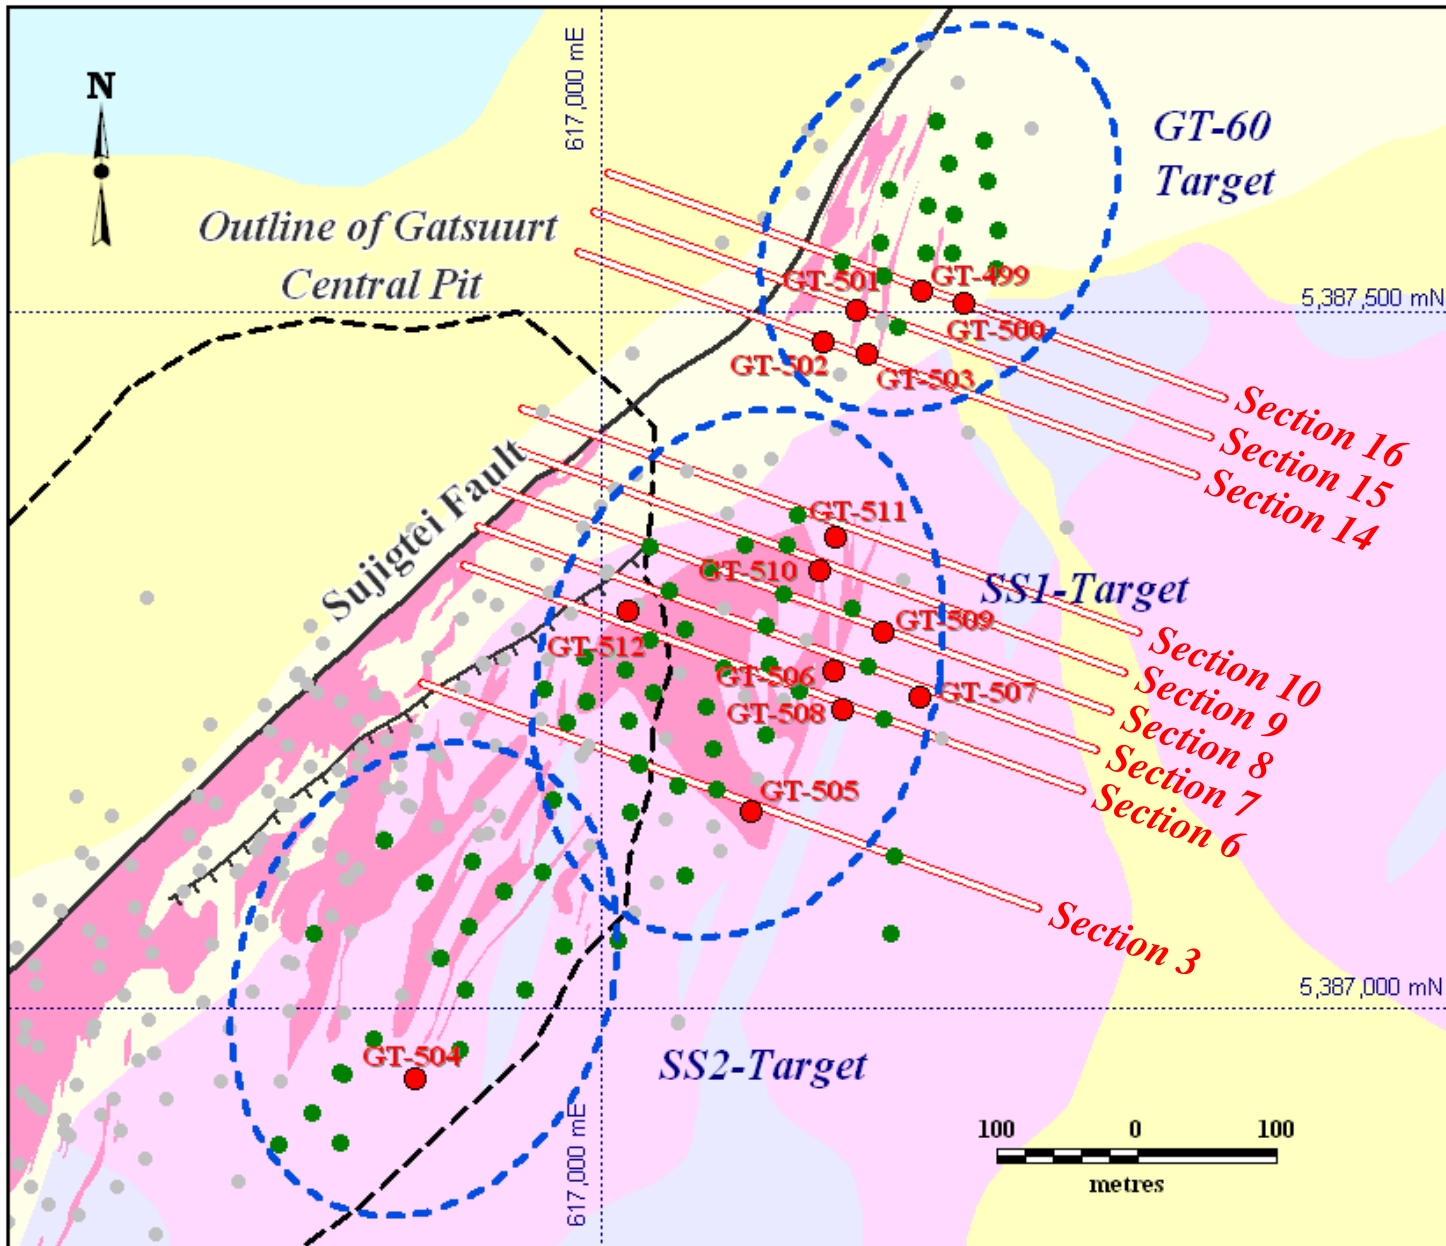 617,000 mE
N
GT-60
Target
Outline of Gatsuurt
Central Pit
GT-501
GT-499
5,387,500 mN
GT-500
GT-502
GT-503
Section 16
Section 15
Section 14
Sujigtei Fault
GT-511
GT-510
SS1-Target
GT-509
GT-512
GT-506
GT-507
GT-508
Section 10
Section 9
Section 8
Section 7
Section 6
GT-505
Section 3
5,387,000 mN
GT-504
SS2-Target
617,000 mE
100 0 100
metres